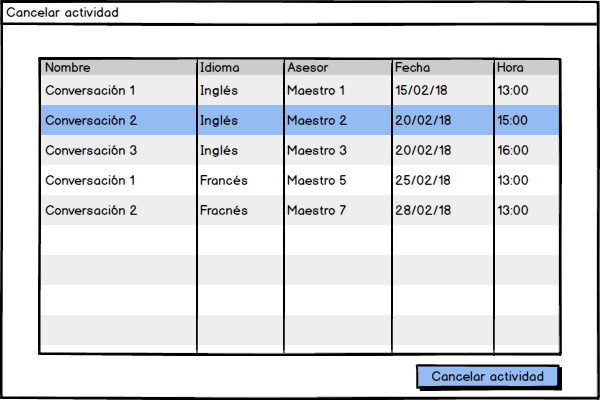 Cancelar actividad
Nombre Idioma Asesor Fecha Hora
Conversación 1 Inglés Maestro 1 15/02/18 13:00
Conversación 2 Inglés Maestro 2 20/02/18 15:00
Conversación 3 Inglés Maestro 3 20/02/18 16:00
Conversación 1 Francés Maestro 5 25/02/18 13:00
Conversación 2 Fracnés Maestro 7 28/02/18 13:00
Cancelar actividad